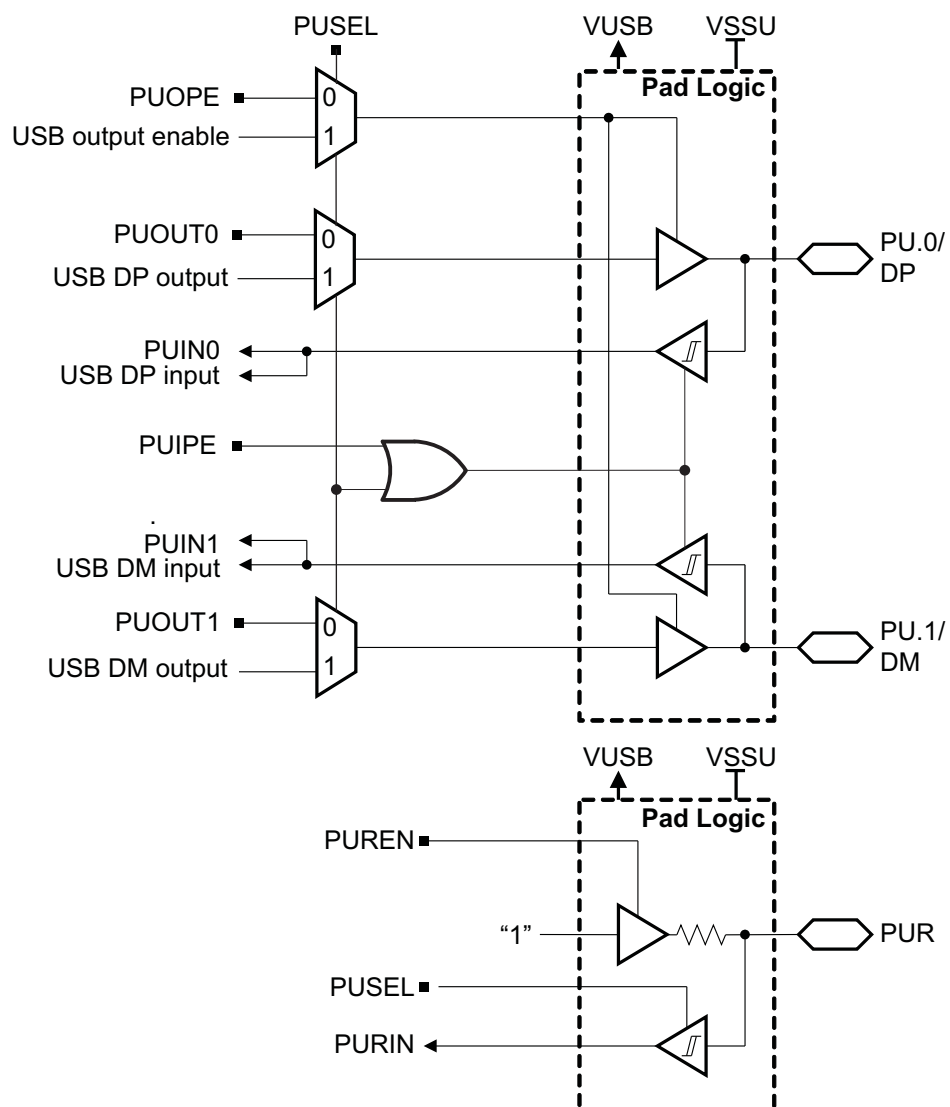 PUSEL
VUSB
VSSU
Pad Logic
PUOPE
0
USB output enable
1
PUOUT0
0
USB DP output
1
PU.0/
DP
PUIN0
USB DP input
PUIPE
.
PUIN1
USB DM input
PUOUT1
0
USB DM output
1
PU.1/
DM
VUSB
VSSU
Pad Logic
PUREN
“1”
PUR
PUSEL
PURIN